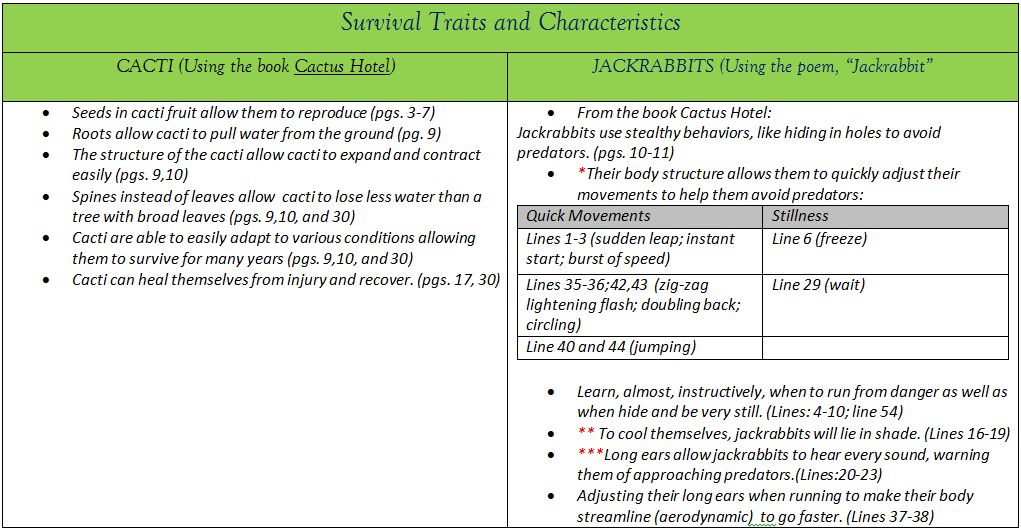 Survival Traits and Characteristics
CACTI (Using the book Cactus Hotel)
JACKRABBITS (Using the poem, “Jackrabbit”
• Seeds in cacti fruit allow them to reproduce (pgs. 3-7)
• Roots allow cacti to pull water from the ground (pg. 9)
• The structure of the cacti allow cacti to expand and contract
easily (pgs. 9,10)
• Spines instead of leaves allow cacti to lose less water than a
tree with broad leaves (pgs. 9,10, and 30)
• Cacti are able to easily adapt to various conditions allowing
them to survive for many years (pgs. 9,10, and 30)
• Cacti can heal themselves from injury and recover. (pgs. 17, 30)
• From the book Cactus Hotel:
Jackrabbits use stealthy behaviors, like hiding in holes to avoid
predators. (pgs. 10-11)
• *Their body structure allows them to quickly adjust their
movements to help them avoid predators:
Quick Movements
Stillness
Lines 1-3 (sudden leap; instant
start; burst of speed)
Line 6 (freeze)
Lines 35-36;42,43 (zig-zag
lightening flash; doubling back;
circling)
Line 29 (wait)
Line 40 and 44 (jumping)
• Learn, almost, instructively, when to run from danger as well as
when hide and be very still. (Lines: 4-10; line 54)
• ** To cool themselves, jackrabbits will lie in shade. (Lines 16-19)
• ***Long ears allow jackrabbits to hear every sound, warning
them of approaching predators.(Lines:20-23)
• Adjusting their long ears when running to make their body
streamline (aerodynamic) to go faster. (Lines 37-38)